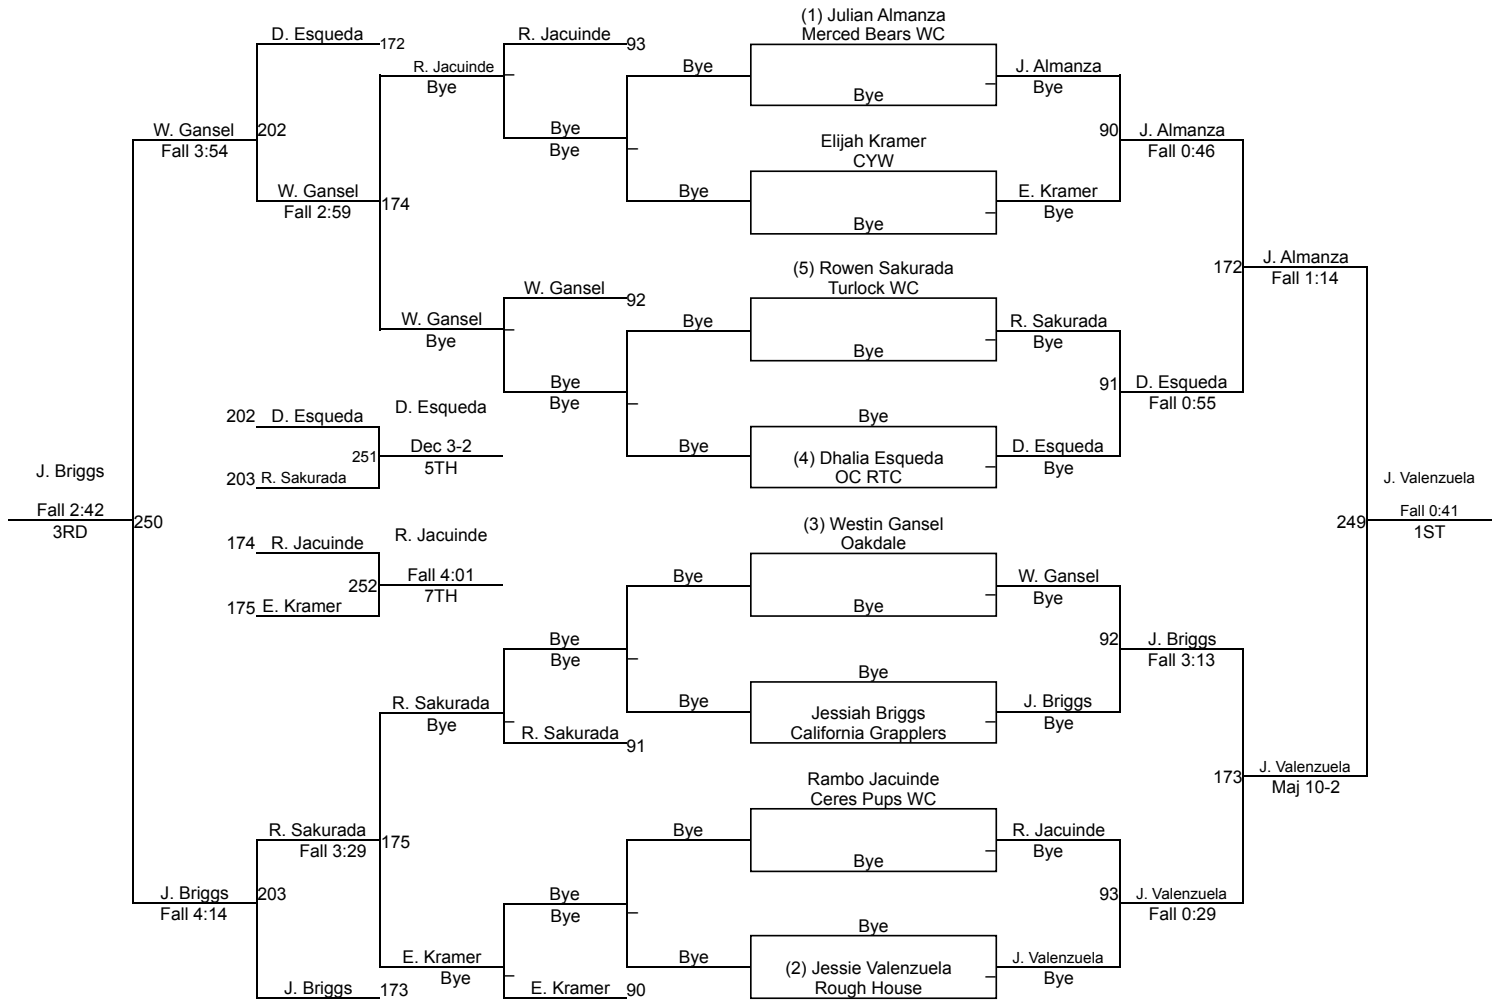 (1) Julian Almanza
Merced Bears WC
Bye
Elijah Kramer
CYW
Bye
(5) Rowen Sakurada
Turlock WC
Bye
Bye
(4) Dhalia Esqueda
OC RTC
(3) Westin Gansel
Oakdale
Bye
Bye
Jessiah Briggs
California Grapplers
Rambo Jacuinde
Ceres Pups WC
Bye
Bye
(2) Jessie Valenzuela
Rough House
J. Almanza
Bye
E. Kramer
Bye
R. Sakurada
Bye
D. Esqueda
Bye
W. Gansel
Bye
J. Briggs
Bye
R. Jacuinde
Bye
J. Valenzuela
Bye
90
J. Almanza
Fall 0:46
91
D. Esqueda
Fall 0:55
92
J. Briggs
Fall 3:13
93
J. Valenzuela
Fall 0:29
172
J. Almanza
Fall 1:14
173
J. Valenzuela
Maj 10-2
249
J. Valenzuela
Fall 0:41
1ST
Bye
Bye
Bye
Bye
Bye
Bye
Bye
Bye
R. Jacuinde
93
Bye
Bye
W. Gansel
92
Bye
Bye
Bye
Bye
R. Sakurada
91
Bye
Bye
E. Kramer
90
R. Jacuinde
Bye
W. Gansel
Bye
R. Sakurada
Bye
E. Kramer
Bye
D. Esqueda
172
W. Gansel
Fall 2:59
174
R. Sakurada
Fall 3:29
175
J. Briggs
173
W. Gansel
Fall 3:54
202
J. Briggs
Fall 4:14
203
J. Briggs
Fall 2:42
3RD
250
202
D. Esqueda
203
R. Sakurada
251
D. Esqueda
Dec 3-2
5TH
174
R. Jacuinde
175
E. Kramer
252
R. Jacuinde
Fall 4:01
7TH